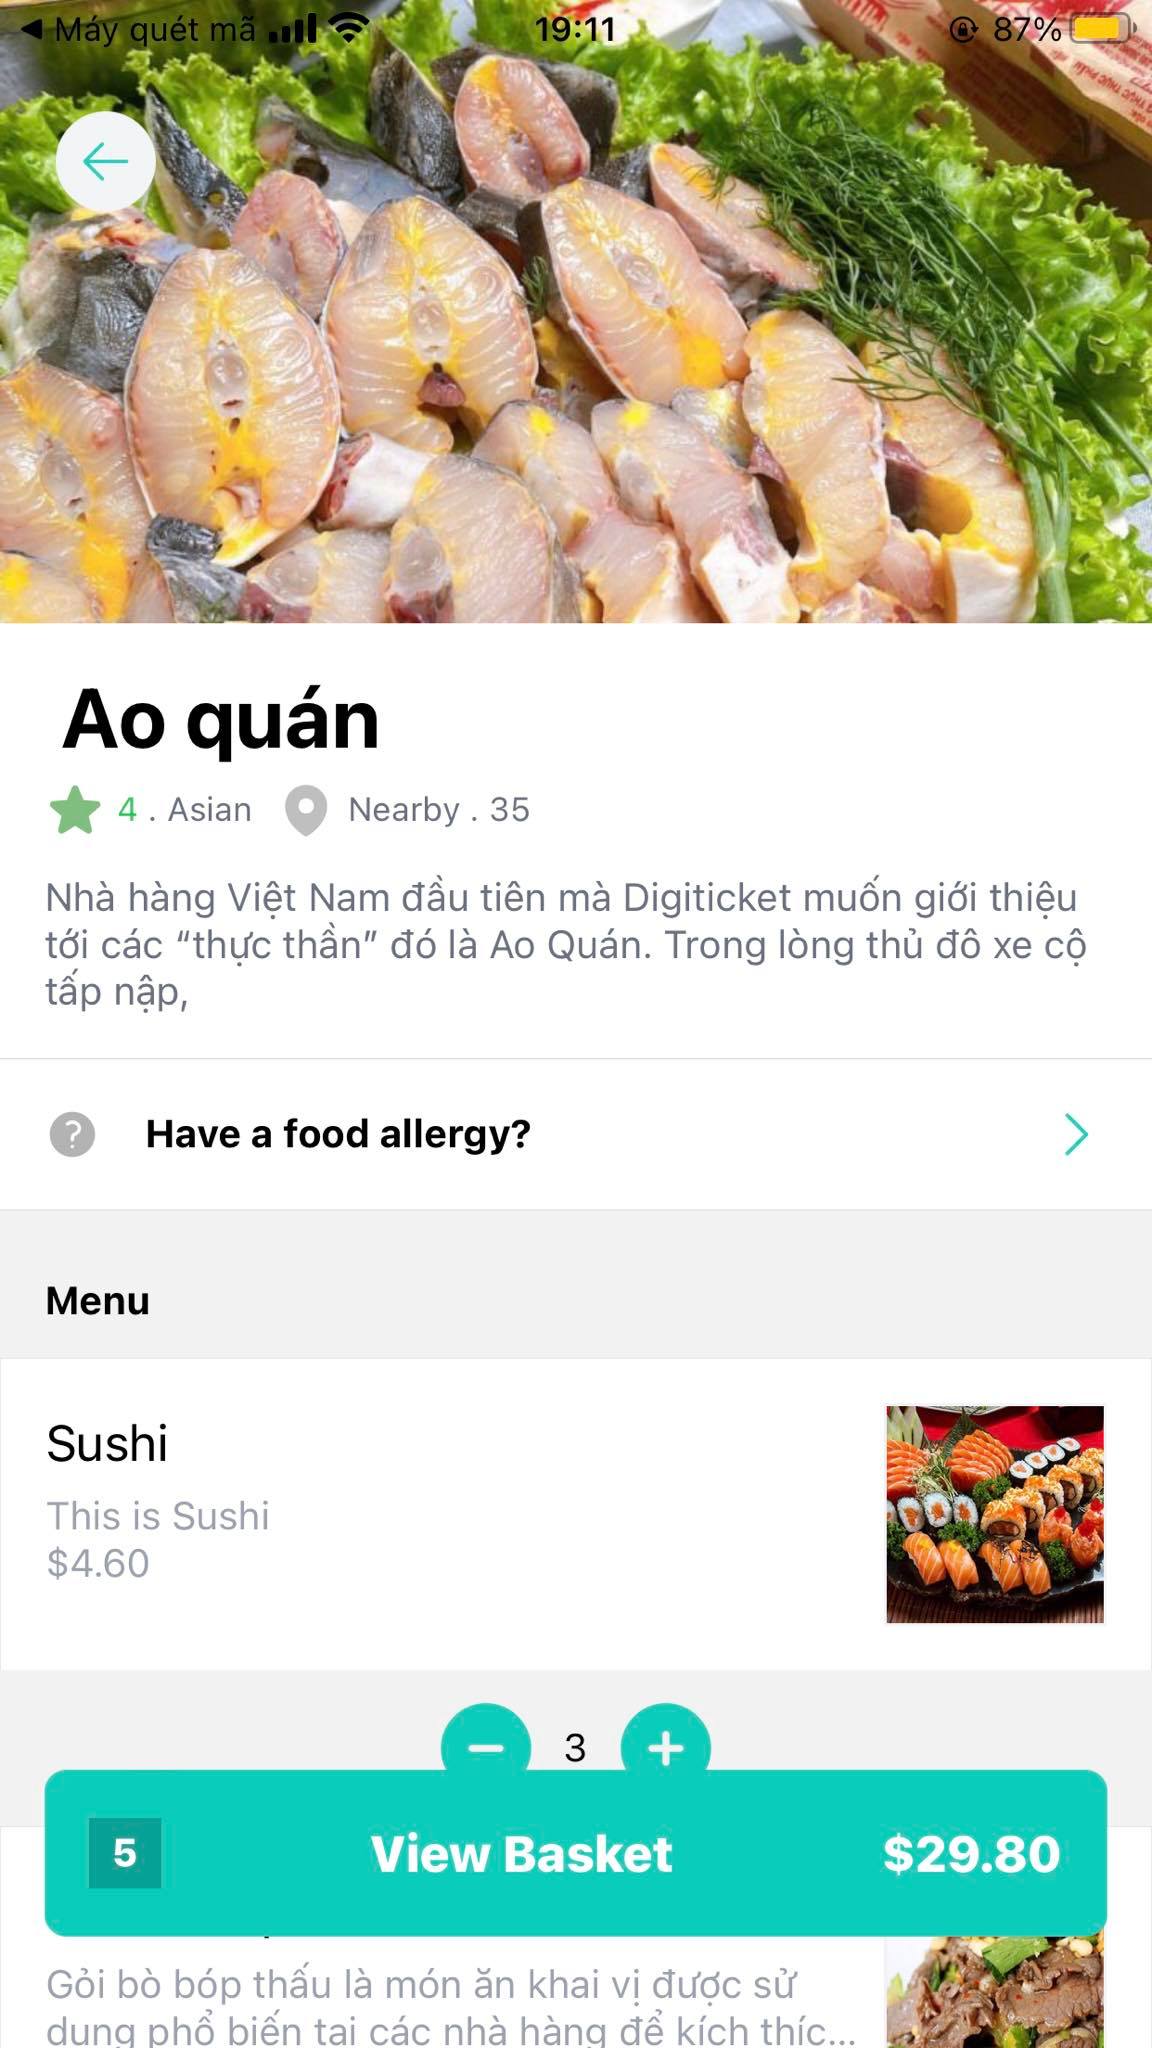 Máy quét mã
19:11
87%
Ao quán
4 . Asian
Nearby . 35
Nhà hàng Việt Nam đầu tiên mà Digiticket muốn giới thiệu
tới các “thực thần” đó là Ao Quán. Trong lòng thủ đô xe cộ
tấp nập,
? Have a food allergy?
Menu
Sushi
This is Sushi
$4.60
3
5 View Basket $29.80
Gỏi bò bóp thấu là món ăn khai vị được sử
dụng phổ biến tại các nhà hàng để kích thíc...